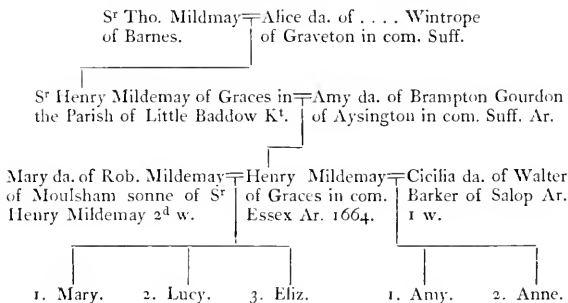 Sr Tho. Mildmay Alice da. of . . . . Wintrope
of Barnes. of Graveton in com. Suff.
Sr Henry Mildemay of Graces in Amy da. of Brampton Gourdon
the Parish of Little Baddow Kt. of Aysington in com. Suff. Ar.
Mary da. of Rob. Mildemay Henry Mildemay Cicilia da. of Walter
of Moulsham sonne of Sr of Graces in com. Barker of Salop Ar.
Henry Mildemay 2d w. Essex Ar. 1664. 1 w.
1. Mary. 2. Lucy. 3. Eliz. 1. Amy. 2. Anne.